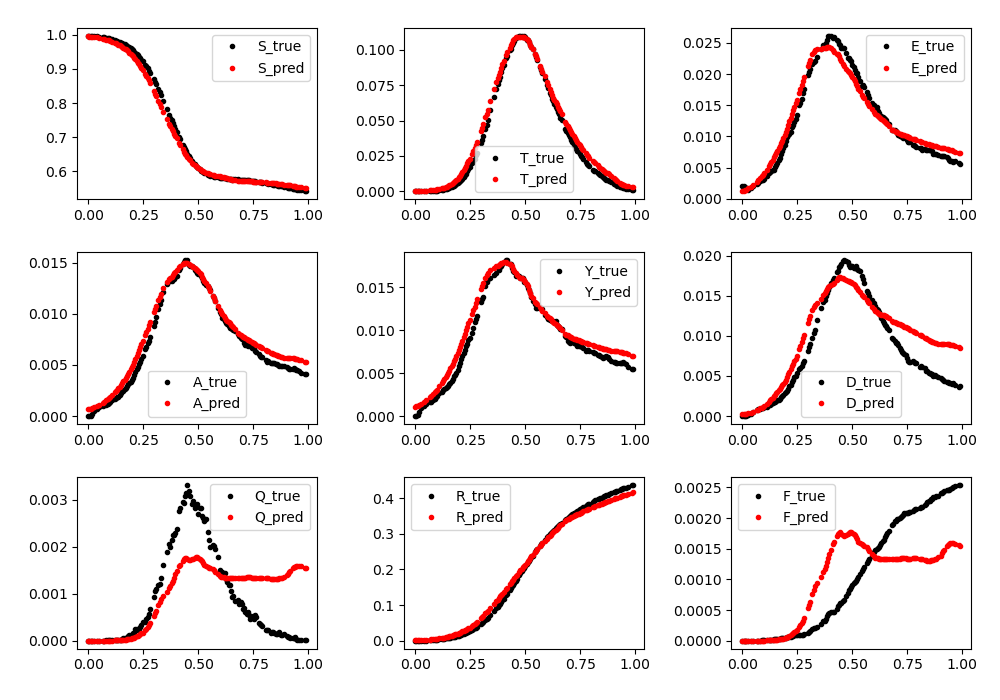 1.0
0.9
0.8
0.7
0.6
0.00 0.25 0.50 0.75 1.00
S_true
S_pred
0.100
0.075
0.050
0.025
0.000
0.00 0.25 0.50 0.75 1.00
T_true
T_pred
0.025
0.020
0.015
0.010
0.005
0.000
0.00 0.25 0.50 0.75 1.00
E_true
E_pred
0.015
0.010
0.005
0.000
0.00 0.25 0.50 0.75 1.00
A_true
A_pred
0.015
0.010
0.005
0.000
0.00 0.25 0.50 0.75 1.00
Y_true
Y_pred
0.020
0.015
0.010
0.005
0.000
0.00 0.25 0.50 0.75 1.00
D_true
D_pred
0.003
0.002
0.001
0.000
0.00 0.25 0.50 0.75 1.00
Q_true
Q_pred
0.4
0.3
0.2
0.1
0.0
0.00 0.25 0.50 0.75 1.00
R_true
R_pred
0.0025
0.0020
0.0015
0.0010
0.0005
0.0000
0.00 0.25 0.50 0.75 1.00
F_true
F_pred